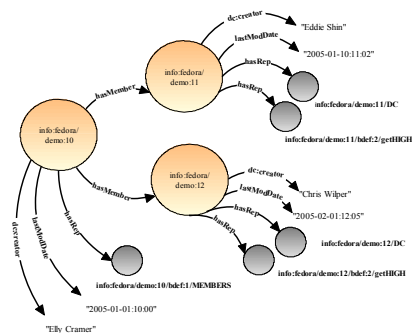 dc:creator
"Eddie Shin"
lastModDate
"2005-01-10:11:02"
info:fedora/
demo:11
hasRep
hasRep
info:fedora/demo:11/DC
hasMember
info:fedora/demo:11/bdef:2/getHIGH
info:fedora/
demo:10
hasMember
info:fedora/
demo:12
dc:creator
"Chris Wilper"
lastModDate
"2005-02-01:12:05"
hasRep
hasRep
info:fedora/demo:12/DC
info:fedora/demo:12/bdef:2/getHIGH
dc:creator
lastModDate
hasRep
info:fedora/demo:10/bdef:1/MEMBERS
"2005-01-01:10:00"
"Elly Cramer"